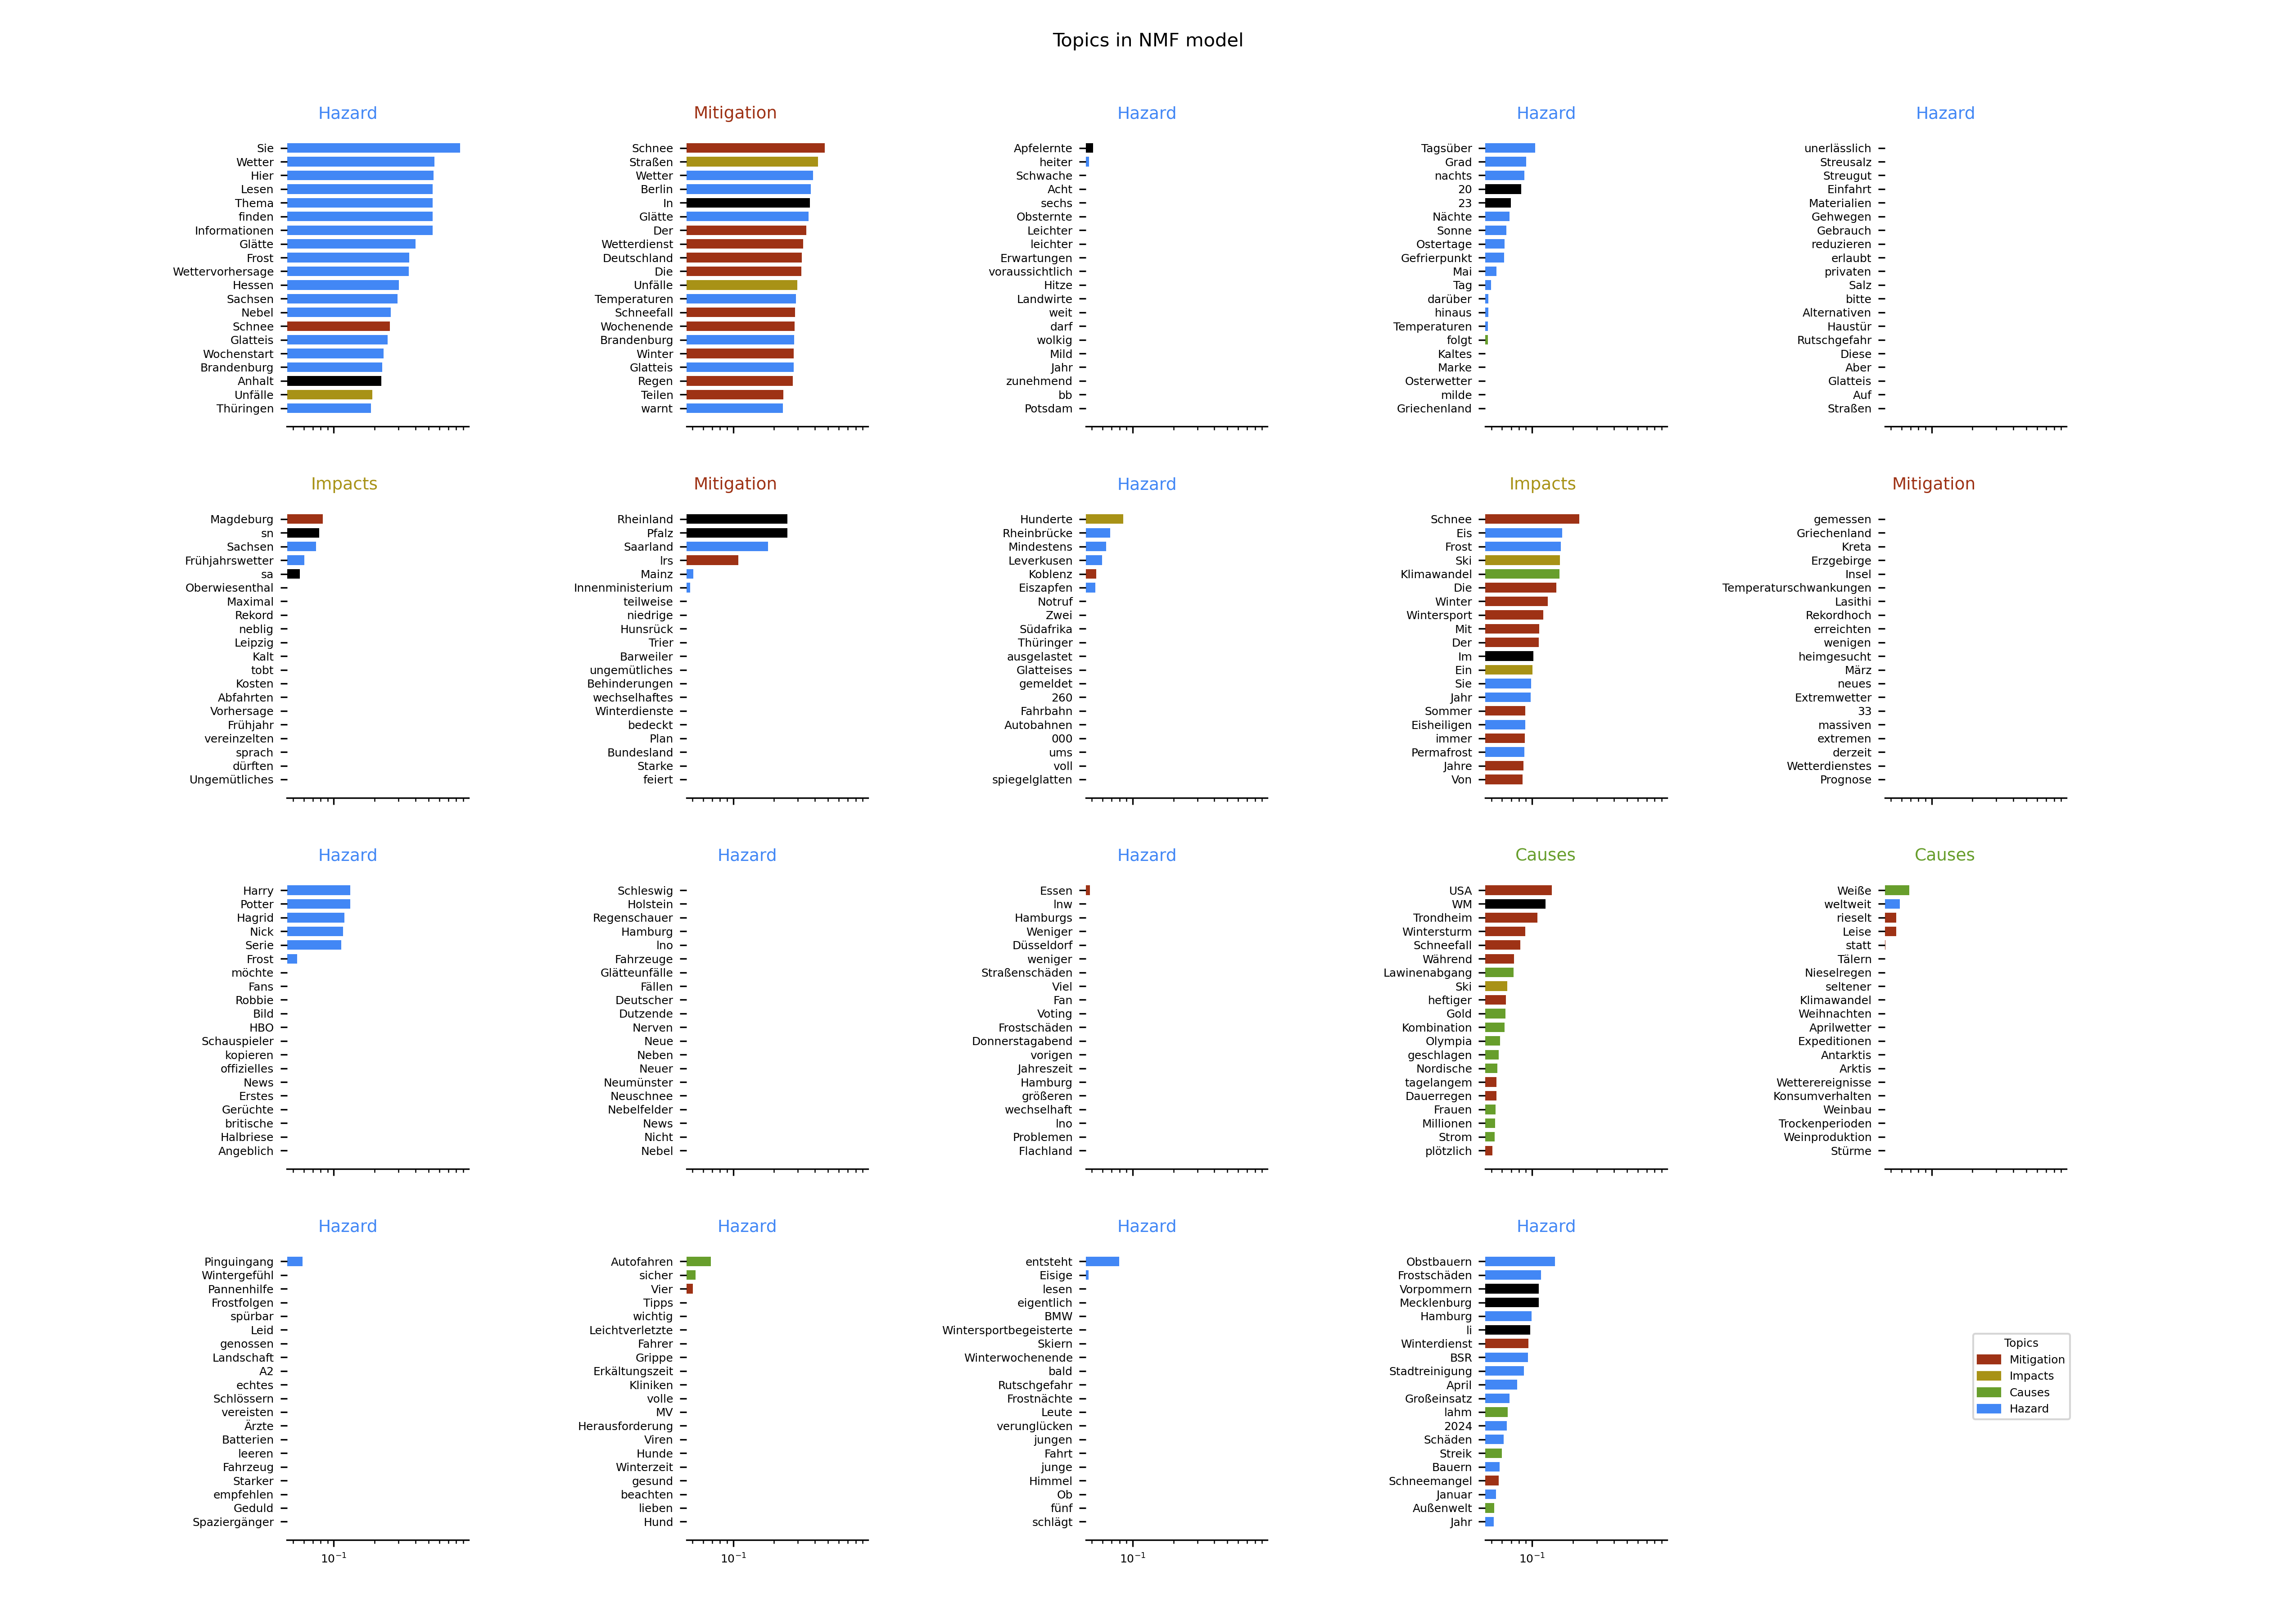 Topics in NMF model
Hazard
Sie
Wetter
Hier
Lesen
Thema
finden
Informationen
Glätte
Frost
Wettervorhersage
Hessen
Sachsen
Nebel
Schnee
Glatteis
Wochenstart
Brandenburg
Anhalt
Unfälle
Thüringen
Mitigation
Schnee
Straßen
Wetter
Berlin
In
Glätte
Der
Wetterdienst
Deutschland
Die
Unfälle
Temperaturen
Schneefall
Wochenende
Brandenburg
Winter
Glatteis
Regen
Teilen
warnt
Hazard
Apfelernte
heiter
Schwache
Acht
sechs
Obsternte
Leichter
leichter
Erwartungen
voraussichtlich
Hitze
Landwirte
weit
darf
wolkig
Mild
Jahr
zunehmend
bb
Potsdam
Hazard
Tagsüber
Grad
nachts
20
23
Nächte
Sonne
Ostertage
Gefrierpunkt
Mai
Tag
darüber
hinaus
Temperaturen
folgt
Kaltes
Marke
Osterwetter
milde
Griechenland
Hazard
unerlässlich
Streusalz
Streugut
Einfahrt
Materialien
Gehwegen
Gebrauch
reduzieren
erlaubt
privaten
Salz
bitte
Alternativen
Haustür
Rutschgefahr
Diese
Aber
Glatteis
Auf
Straßen
Impacts
Magdeburg
sn
Sachsen
Frühjahrswetter
sa
Oberwiesenthal
Maximal
Rekord
neblig
Leipzig
Kalt
tobt
Kosten
Abfahrten
Vorhersage
Frühjahr
vereinzelten
sprach
dürften
Ungemütliches
Mitigation
Rheinland
Pfalz
Saarland
lrs
Mainz
Innenministerium
teilweise
niedrige
Hunsrück
Trier
Barweiler
ungemütliches
Behinderungen
wechselhaftes
Winterdienste
bedeckt
Plan
Bundesland
Starke
feiert
Hazard
Hunderte
Rheinbrücke
Mindestens
Leverkusen
Koblenz
Eiszapfen
Notruf
Zwei
Südafrika
Thüringer
ausgelastet
Glatteises
gemeldet
260
Fahrbahn
Autobahnen
000
ums
voll
spiegelglatten
Impacts
Schnee
Eis
Frost
Ski
Klimawandel
Die
Winter
Wintersport
Mit
Der
Im
Ein
Sie
Jahr
Sommer
Eisheiligen
immer
Permafrost
Jahre
Von
Mitigation
gemessen
Griechenland
Kreta
Erzgebirge
Insel
Temperaturschwankungen
Lasithi
Rekordhoch
erreichten
wenigen
heimgesucht
März
neues
Extremwetter
33
massiven
extremen
derzeit
Wetterdienstes
Prognose
Hazard
Harry
Potter
Hagrid
Nick
Serie
Frost
möchte
Fans
Robbie
Bild
HBO
Schauspieler
kopieren
offizielles
News
Erstes
Gerüchte
britische
Halbriese
Angeblich
Hazard
Schleswig
Holstein
Regenschauer
Hamburg
lno
Fahrzeuge
Glätteunfälle
Fällen
Deutscher
Dutzende
Nerven
Neue
Neben
Neuer
Neumünster
Neuschnee
Nebelfelder
News
Nicht
Nebel
Hazard
Essen
lnw
Hamburgs
Weniger
Düsseldorf
weniger
Straßenschäden
Viel
Fan
Voting
Frostschäden
Donnerstagabend
vorigen
Jahreszeit
Hamburg
größeren
wechselhaft
lno
Problemen
Flachland
Causes
USA
WM
Trondheim
Wintersturm
Schneefall
Während
Lawinenabgang
Ski
heftiger
Gold
Kombination
Olympia
geschlagen
Nordische
tagelangem
Dauerregen
Frauen
Millionen
Strom
plötzlich
Causes
Weiße
weltweit
rieselt
Leise
statt
Tälern
Nieselregen
seltener
Klimawandel
Weihnachten
Aprilwetter
Expeditionen
Antarktis
Arktis
Wetterereignisse
Konsumverhalten
Weinbau
Trockenperioden
Weinproduktion
Stürme
Hazard
Pinguingang
Wintergefühl
Pannenhilfe
Frostfolgen
spürbar
Leid
genossen
Landschaft
A2
echtes
Schlössern
vereisten
Ärzte
Batterien
leeren
Fahrzeug
Starker
empfehlen
Geduld
Spaziergänger
10⁻¹
Hazard
Autofahren
sicher
Vier
Tipps
wichtig
Leichtverletzte
Fahrer
Grippe
Erkältungszeit
Kliniken
volle
MV
Herausforderung
Viren
Hunde
Winterzeit
gesund
beachten
lieben
Hund
10⁻¹
Hazard
entsteht
Eisige
lesen
eigentlich
BMW
Wintersportbegeisterte
Skiern
Winterwochenende
bald
Rutschgefahr
Frostnächte
Leute
verunglücken
jungen
Fahrt
junge
Himmel
Ob
fünf
schlägt
10⁻¹
Hazard
Obstbauern
Frostschäden
Vorpommern
Mecklenburg
Hamburg
li
Winterdienst
BSR
Stadtreinigung
April
Großeinsatz
lahm
2024
Schäden
Streik
Bauern
Schneemangel
Januar
Außenwelt
Jahr
10⁻¹
Topics
Mitigation
Impacts
Causes
Hazard